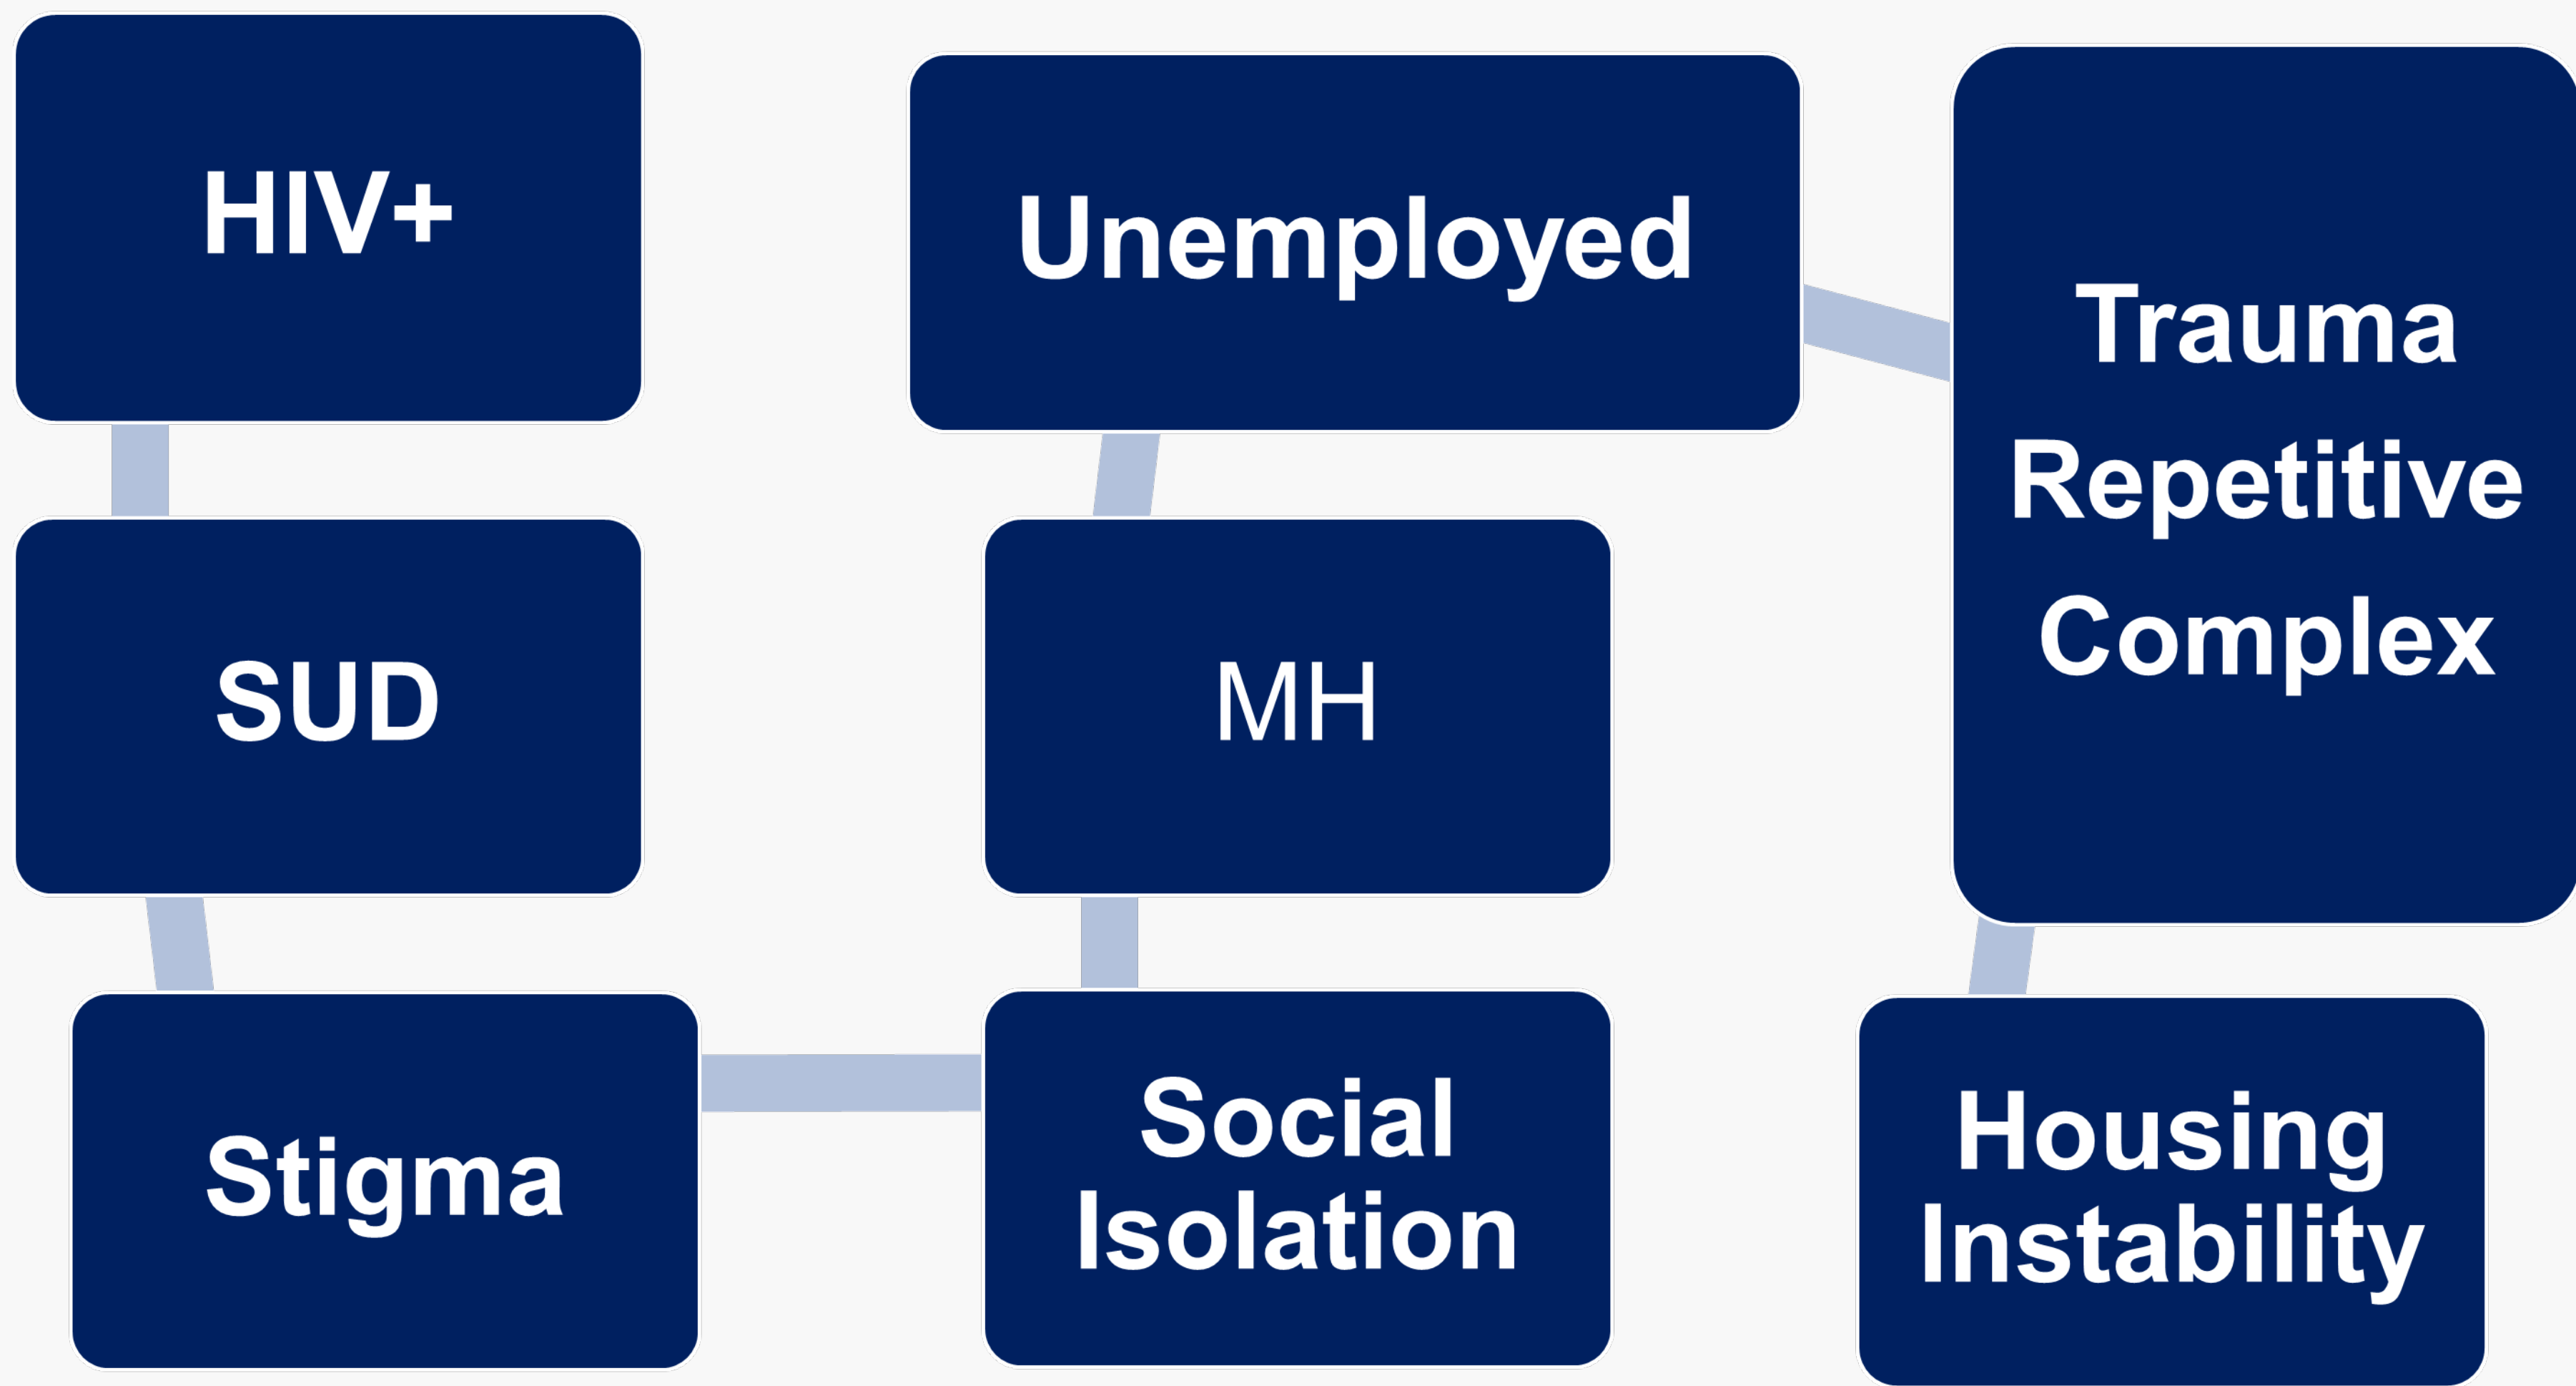 HIV+
SUD
Stigma
Social
Isolation
MH
Unemployed
Trauma
Repetitive
Complex
Housing
Instability